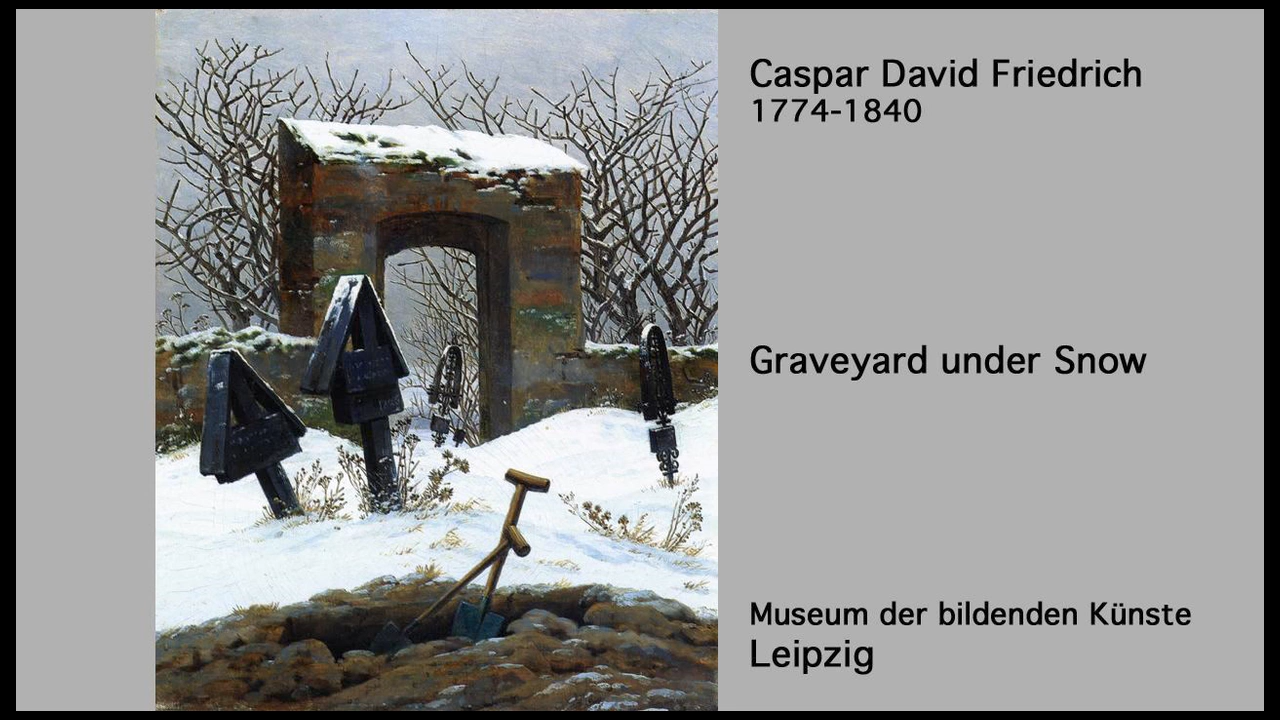 Caspar David Friedrich
1774-1840
Graveyard under Snow
Museum der bildenden Künste
Leipzig